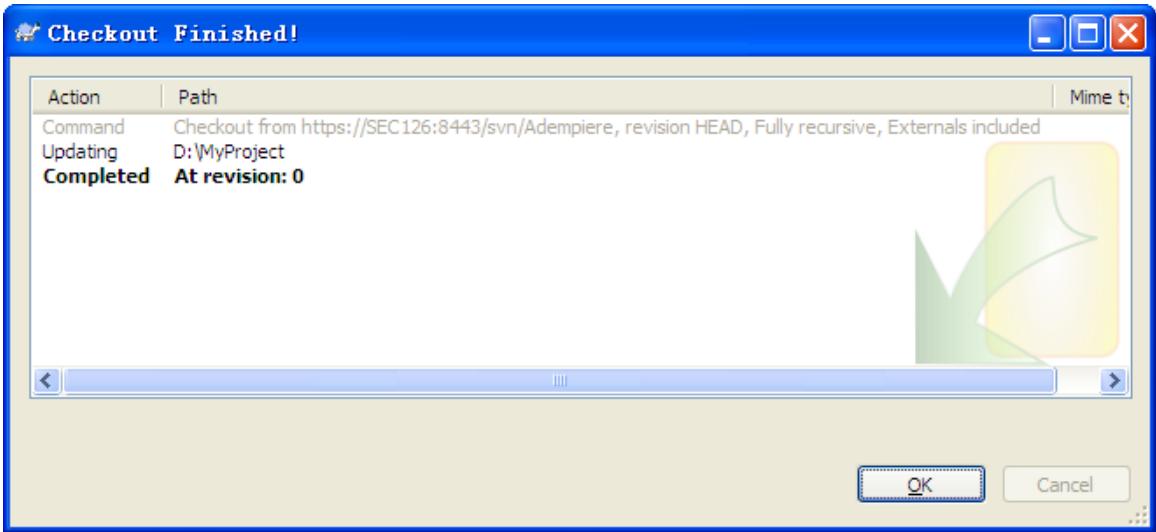 Checkout Finished!
Action Path Mime ty
Command Checkout from https://SEC126:8443/svn/Adempiere, revision HEAD, Fully recursive, Externals included
Updating D:\MyProject
Completed At revision: 0
OK Cancel